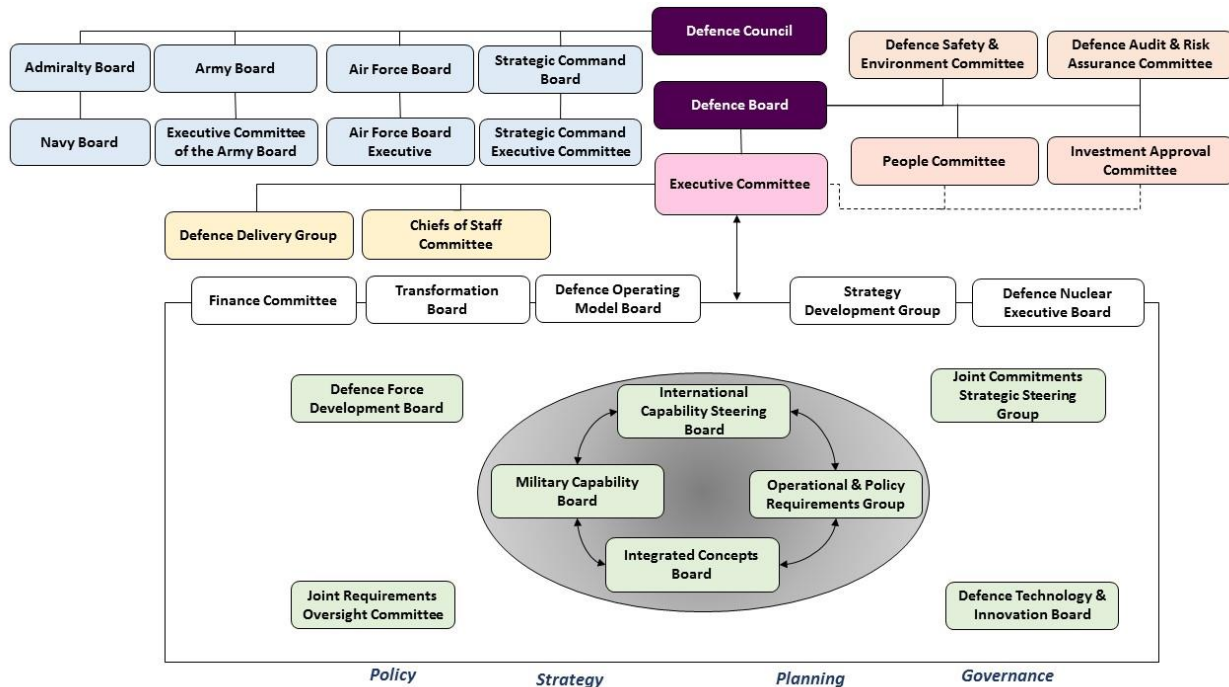 Defence Council
Admiralty Board
Army Board
Air Force Board
Strategic Command
Board
Defence Safety &
Environment Committee
Defence Audit & Risk
Assurance Committee
Defence Board
Navy Board
Executive Committee
of the Army Board
Air Force Board
Executive
Strategic Command
Executive Committee
People Committee
Investment Approval
Committee
Executive Committee
Defence Delivery Group
Chiefs of Staff
Committee
Finance Committee
Transformation
Board
Defence Operating
Model Board
Strategy
Development Group
Defence Nuclear
Executive Board
Defence Force
Development Board
International
Capability Steering
Board
Joint Commitments
Strategic Steering
Group
Military Capability
Board
Operational & Policy
Requirements Group
Integrated Concepts
Board
Joint Requirements
Oversight Committee
Defence Technology &
Innovation Board
Policy
Strategy
Planning
Governance